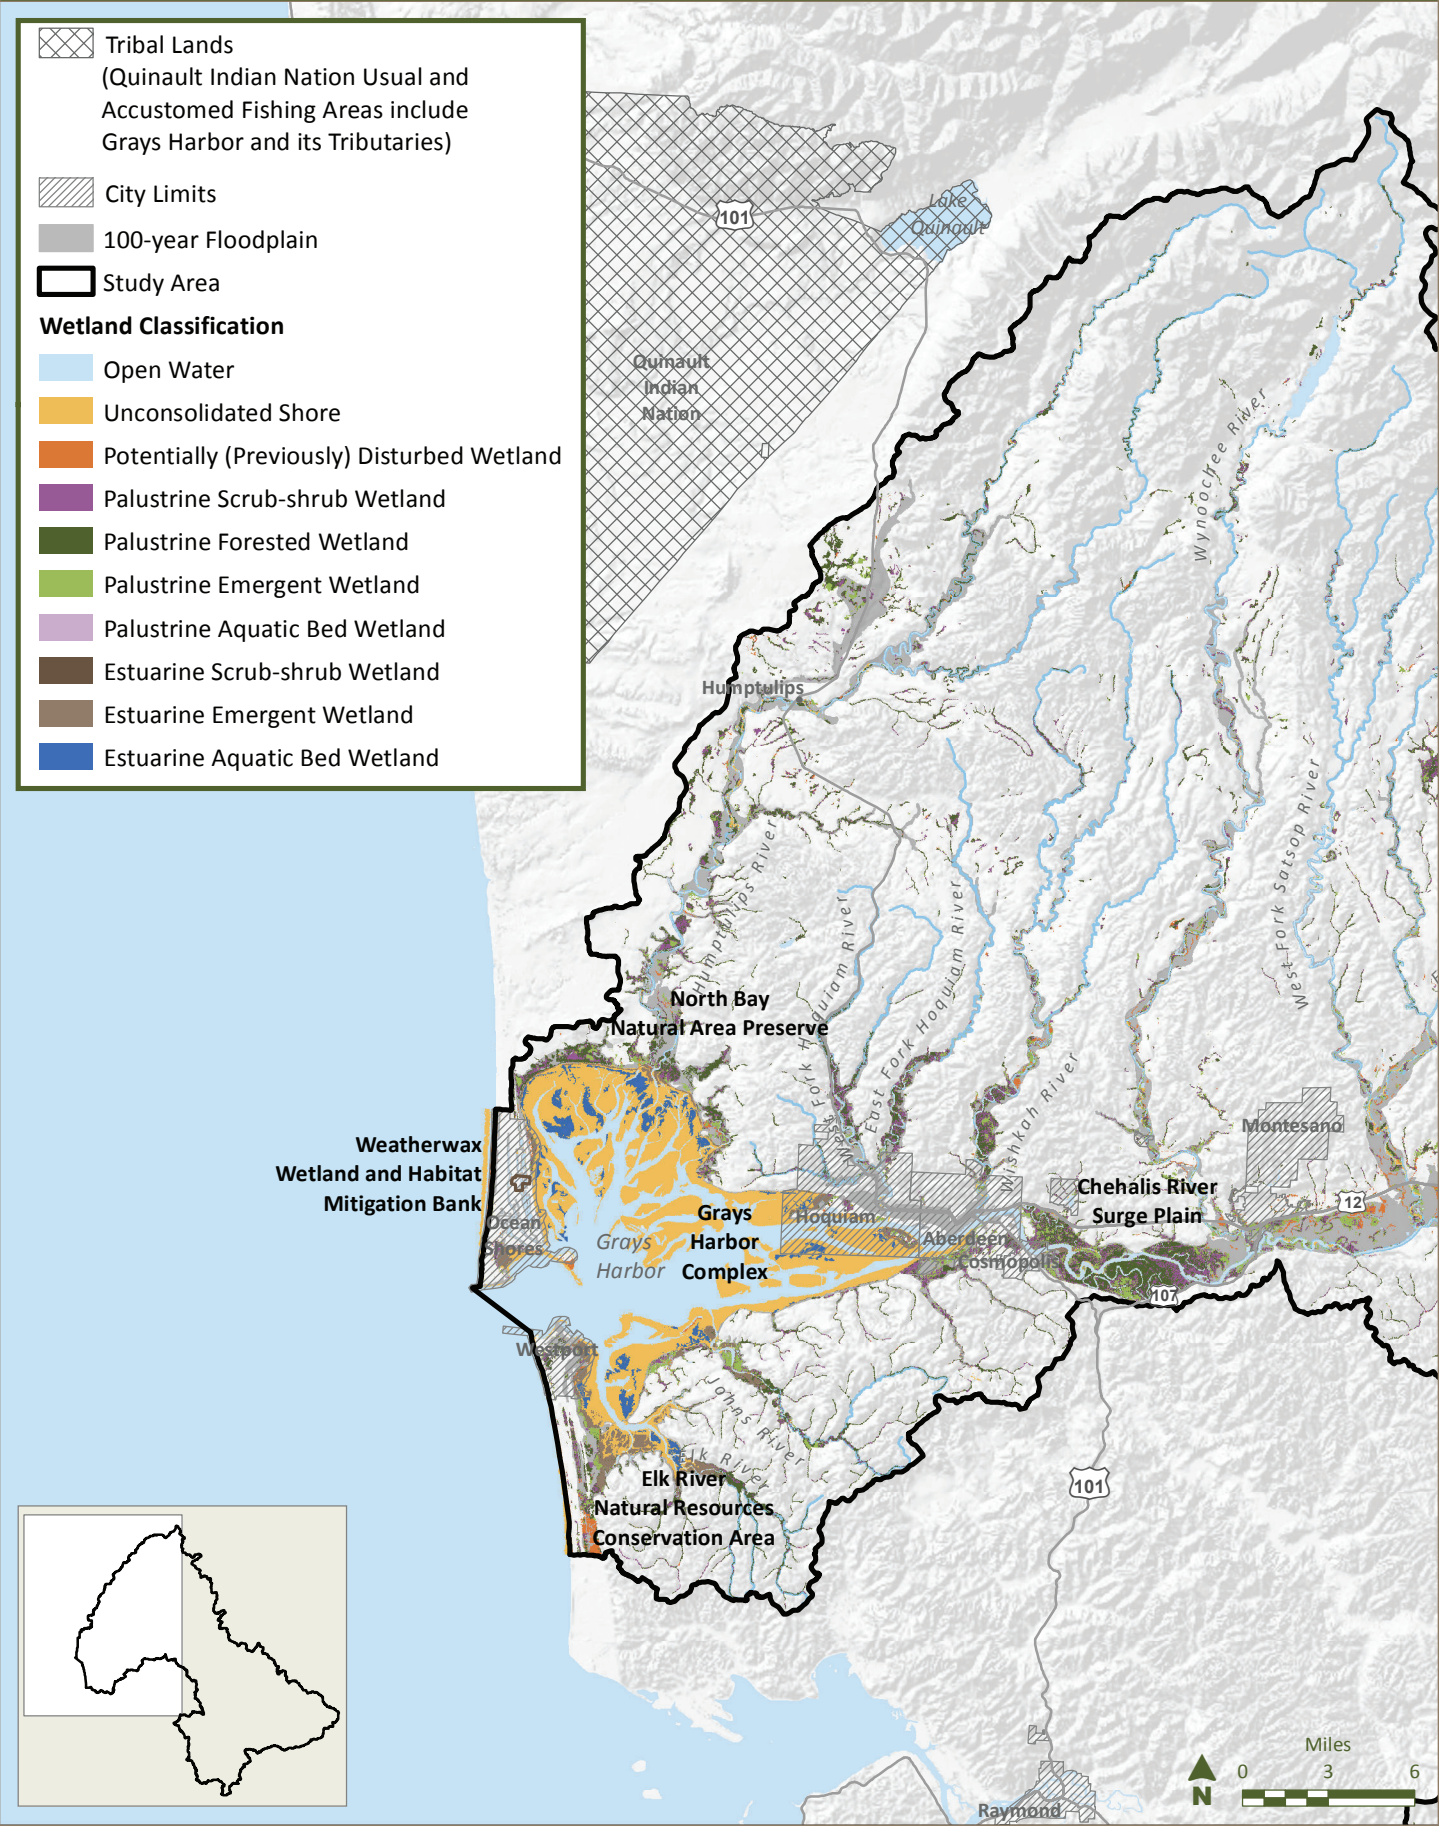 Tribal Lands
(Quinault Indian Nation Usual and
Accustomed Fishing Areas include
Grays Harbor and its Tributaries)
City Limits
100-year Floodplain
Study Area
Wetland Classification
Open Water
Unconsolidated Shore
Potentially (Previously) Disturbed Wetland
Palustrine Scrub-shrub Wetland
Palustrine Forested Wetland
Palustrine Emergent Wetland
Palustrine Aquatic Bed Wetland
Estuarine Scrub-shrub Wetland
Estuarine Emergent Wetland
Estuarine Aquatic Bed Wetland
101
Lake
Quinault
Quinault
Indian
Nation
Wynoochee River
Humptulips
West Fork Satsop River
Humptulips River
West Fork Hoquiam River
East Fork Hoquiam River
North Bay
Natural Area Preserve
Wishkah River
Montesano
Weatherwax
Wetland and Habitat
Mitigation Bank
Chehalis River
Surge Plain
12
Ocean
Shores
Grays
Harbor
Grays
Harbor
Complex
Hoquiam
Aberdeen
Cosmopolis
107
Westport
Johns River
Elk River
Elk River
Natural Resources
Conservation Area
101
Miles
0 3 6
N
Raymond